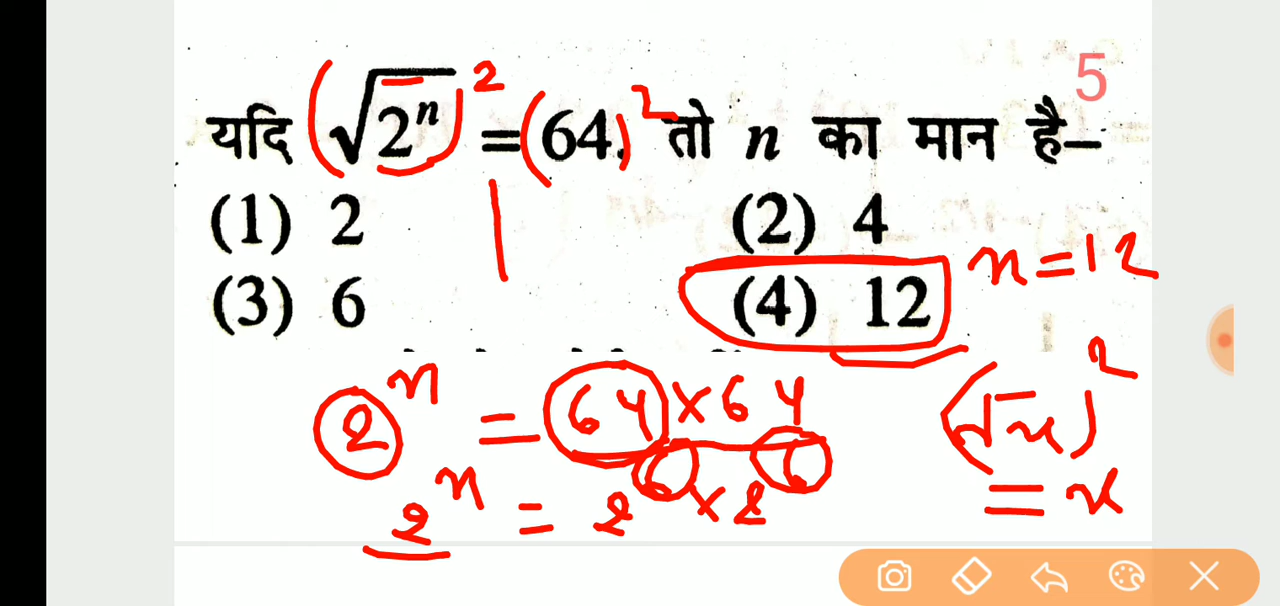 5
यदि (√2ⁿ)² = (64)² तो n का मान है–
(1) 2 (2) 4
n=12
(3) 6 (4) 12
2ⁿ = 64×64
(√x)²
2ⁿ = 2⁶×2⁶
= x